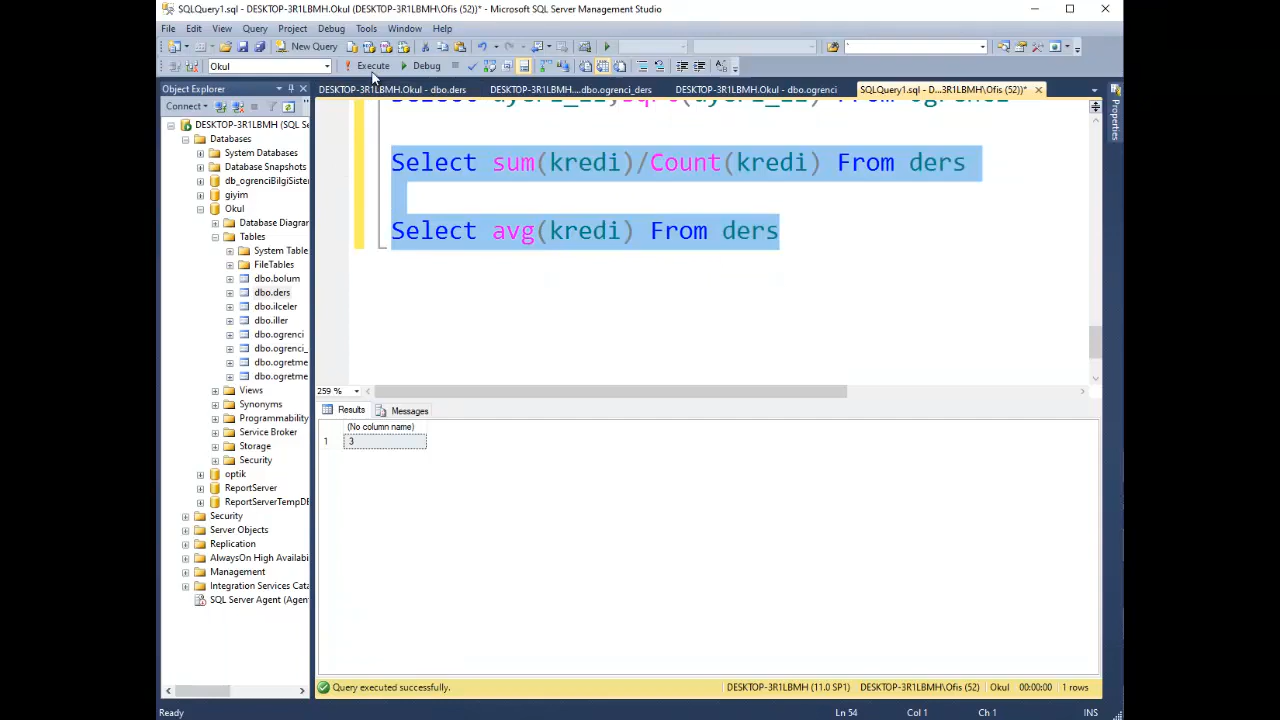 SQLQuery1.sql - DESKTOP-3R1LBMH.Okul (DESKTOP-3R1LBMH\Ofis (52))* - Microsoft SQL Server Management Studio
File Edit View Query Project Debug Tools Window Help
New Query
Okul Execute Debug
Object Explorer
DESKTOP-3R1LBMH.Okul - dbo.ders DESKTOP-3R1LBMH....dbo.ogrenci_ders DESKTOP-3R1LBMH.Okul - dbo.ogrenci SQLQuery1.sql - D...3R1LBMH\Ofis (52))*
Connect
DESKTOP-3R1LBMH (SQL Se
Databases
System Databases
Database Snapshots
db_ogrenciBilgiSister
giyim
Okul
Database Diagran
Tables
System Table
FileTables
dbo.bolum
dbo.ders
dbo.ilceler
dbo.iller
dbo.ogrenci
dbo.ogrenci_
dbo.ogretme
dbo.ogretme
Views
Synonyms
Programmability
Service Broker
Storage
Security
optik
ReportServer
ReportServerTempDB
Security
Server Objects
Replication
AlwaysOn High Availabi
Management
Integration Services Cata
SQL Server Agent (Agen
Properties
Select sum(kredi)/Count(kredi) From ders
Select avg(kredi) From ders
259 %
Results Messages
(No column name)
1 3
Query executed successfully. DESKTOP-3R1LBMH (11.0 SP1) DESKTOP-3R1LBMH\Ofis (52) Okul 00:00:00 1 rows
Ready Ln 54 Col 1 Ch 1 INS